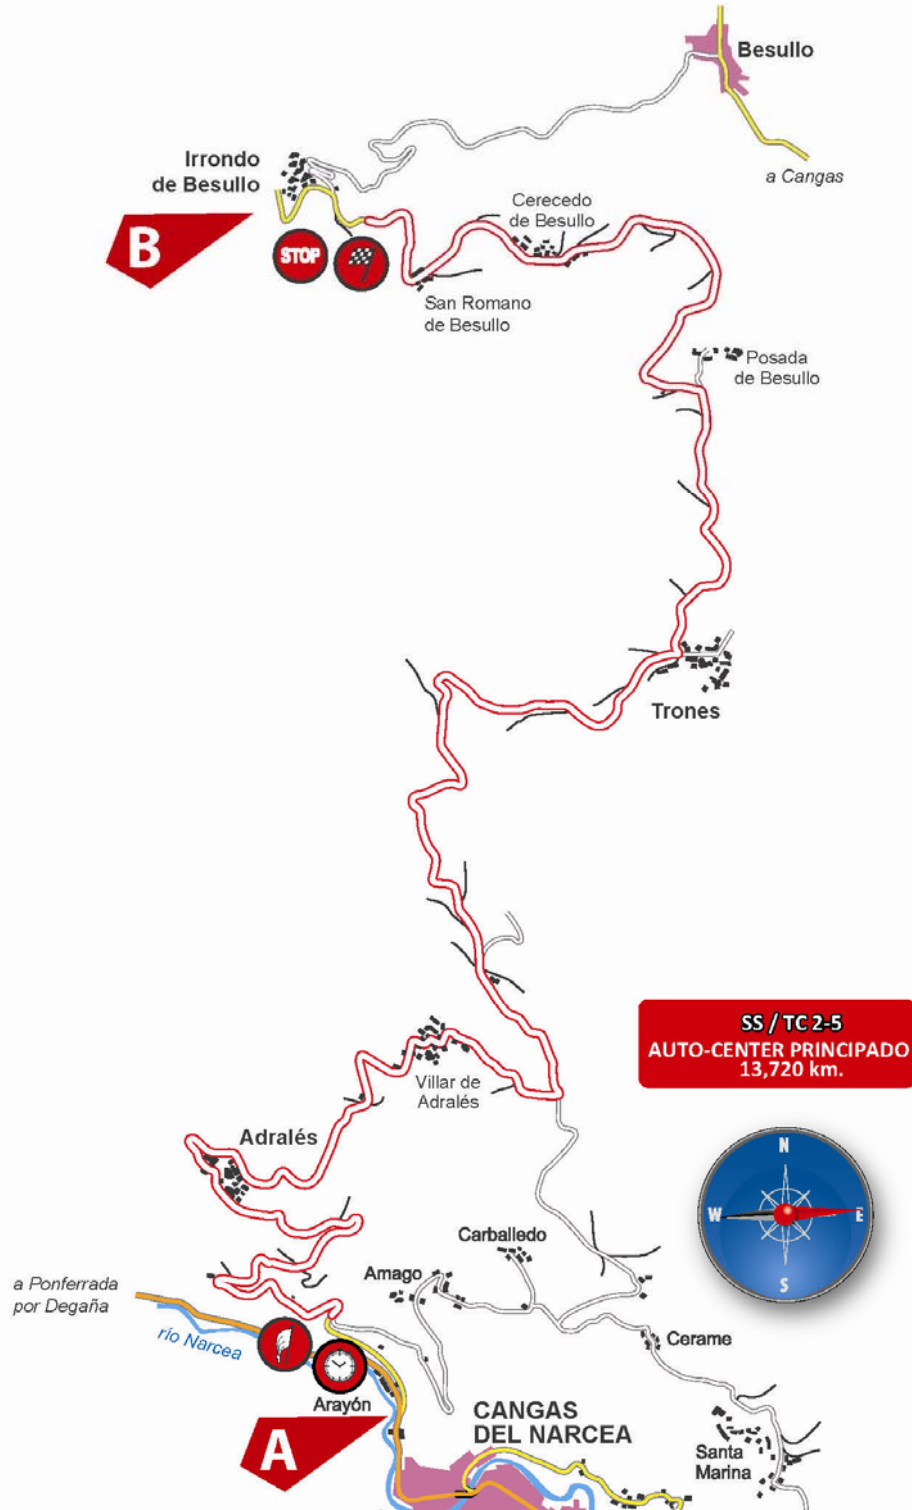 Besullo
a Cangas
Irrondo
de Besullo
B
STOP
Cerecedo
de Besullo
San Romano
de Besullo
Posada
de Besullo
Trones
SS / TC 2-5
AUTO-CENTER PRINCIPADO
13,720 km.
Villar de
Adralés
Adralés
N
W
E
S
Carballedo
Amago
a Ponferrada
por Degaña
río Narcea
Cerame
Arayón
A
CANGAS
DEL NARCEA
Santa
Marina